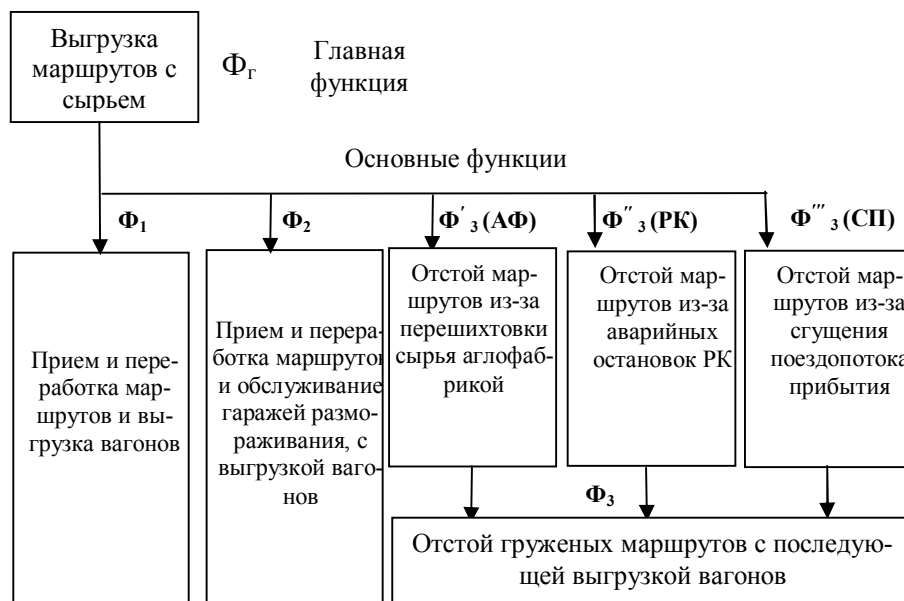 Выгрузка
маршрутов с
сырьем
Фг
Главная
функция
Основные функции
Ф1
Ф2
Ф′3 (АФ)
Ф″3 (РК)
Ф‴3 (СП)
Прием и пере-
работка мар-
шрутов и вы-
грузка вагонов
Прием и перера-
ботка маршрутов
и обслуживание
гаражей размо-
раживания, с
выгрузкой ваго-
нов
Отстой мар-
шрутов из-за
перешихтовки
сырья аглофаб-
рикой
Отстой мар-
шрутов из-за
аварийных
остановок РК
Отстой мар-
шрутов из-за
сгущения
поездопотока
прибытия
Ф3
Отстой груженых маршрутов с последую-
щей выгрузкой вагонов